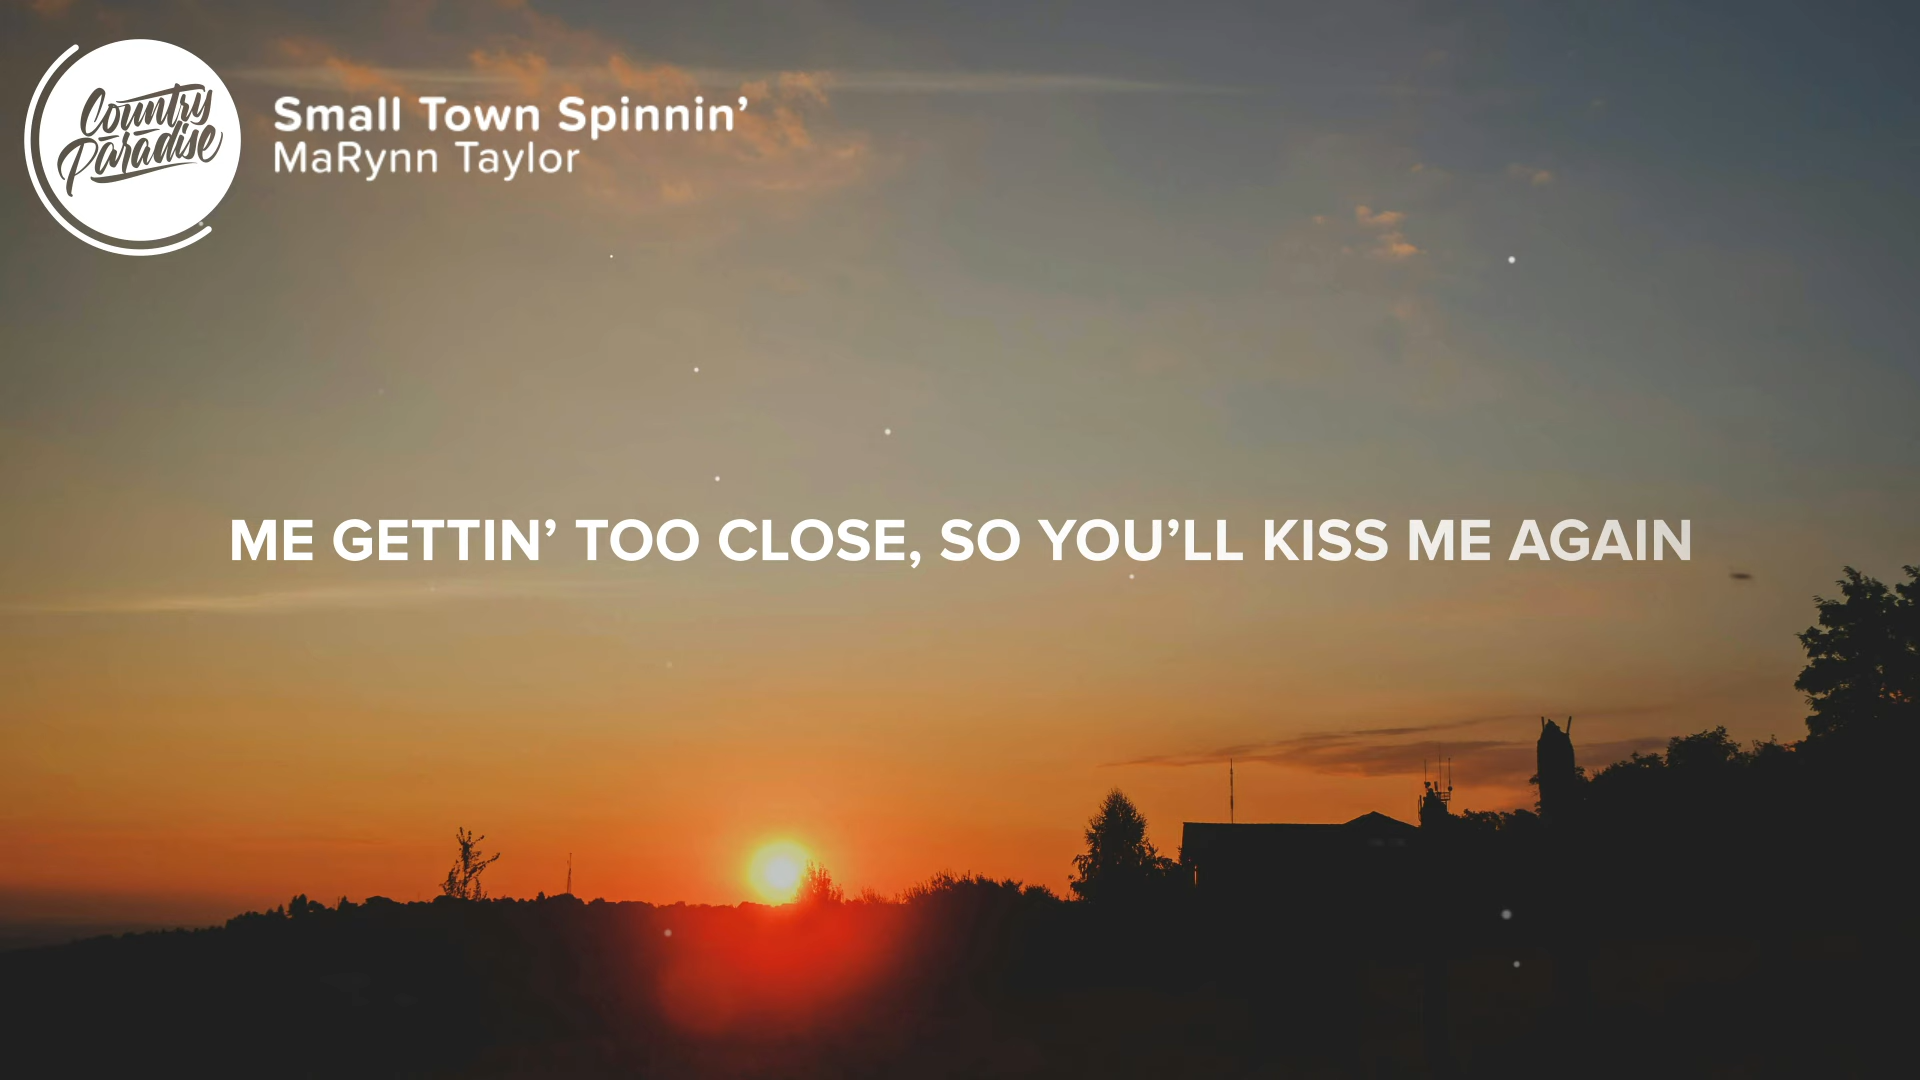 Country
Paradise
Small Town Spinnin’
MaRynn Taylor
ME GETTIN’ TOO CLOSE, SO YOU’LL KISS ME AGAIN